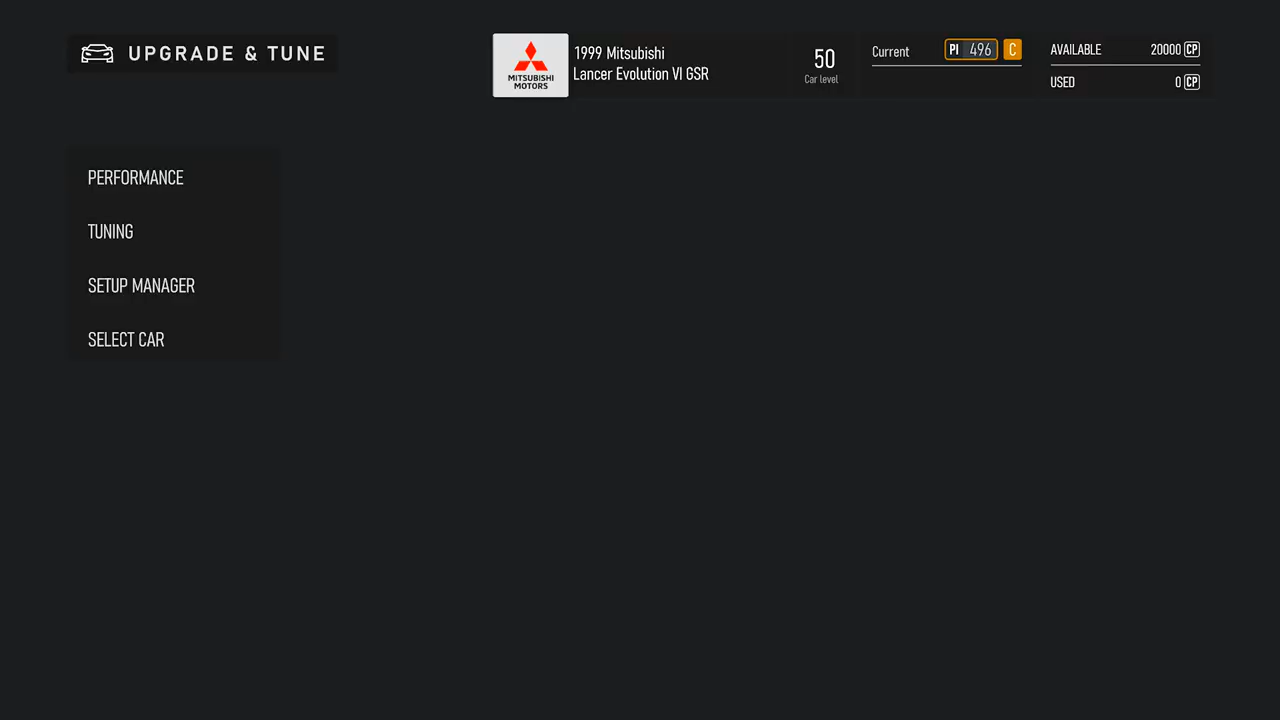 UPGRADE & TUNE
MITSUBISHI
MOTORS
1999 Mitsubishi
Lancer Evolution VI GSR
50
Car level
Current PI 496 C
AVAILABLE 20000 CP
USED 0 CP
PERFORMANCE
TUNING
SETUP MANAGER
SELECT CAR